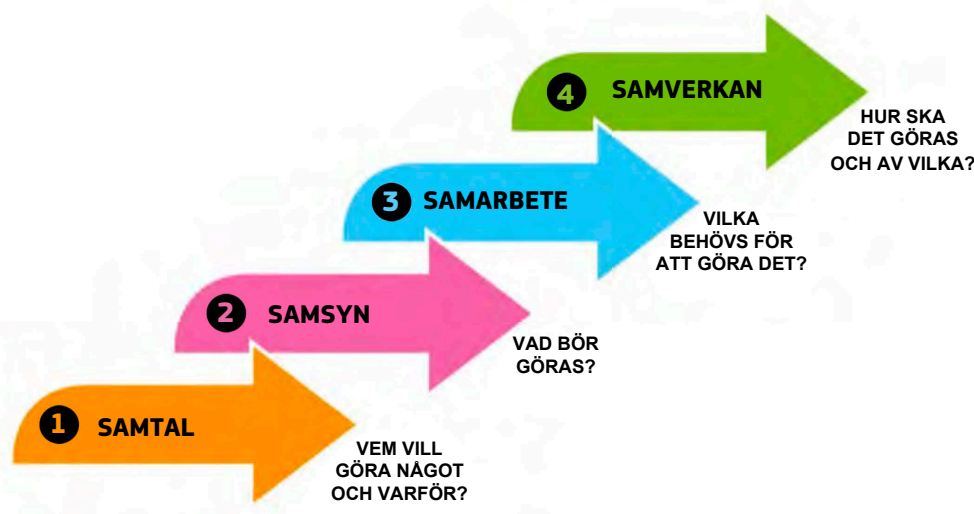 1 SAMTAL
VEM VILL
GÖRA NÅGOT
OCH VARFÖR?
2 SAMSYN
VAD BÖR
GÖRAS?
3 SAMARBETE
VILKA
BEHÖVS FÖR
ATT GÖRA DET?
4 SAMVERKAN
HUR SKA
DET GÖRAS
OCH AV VILKA?